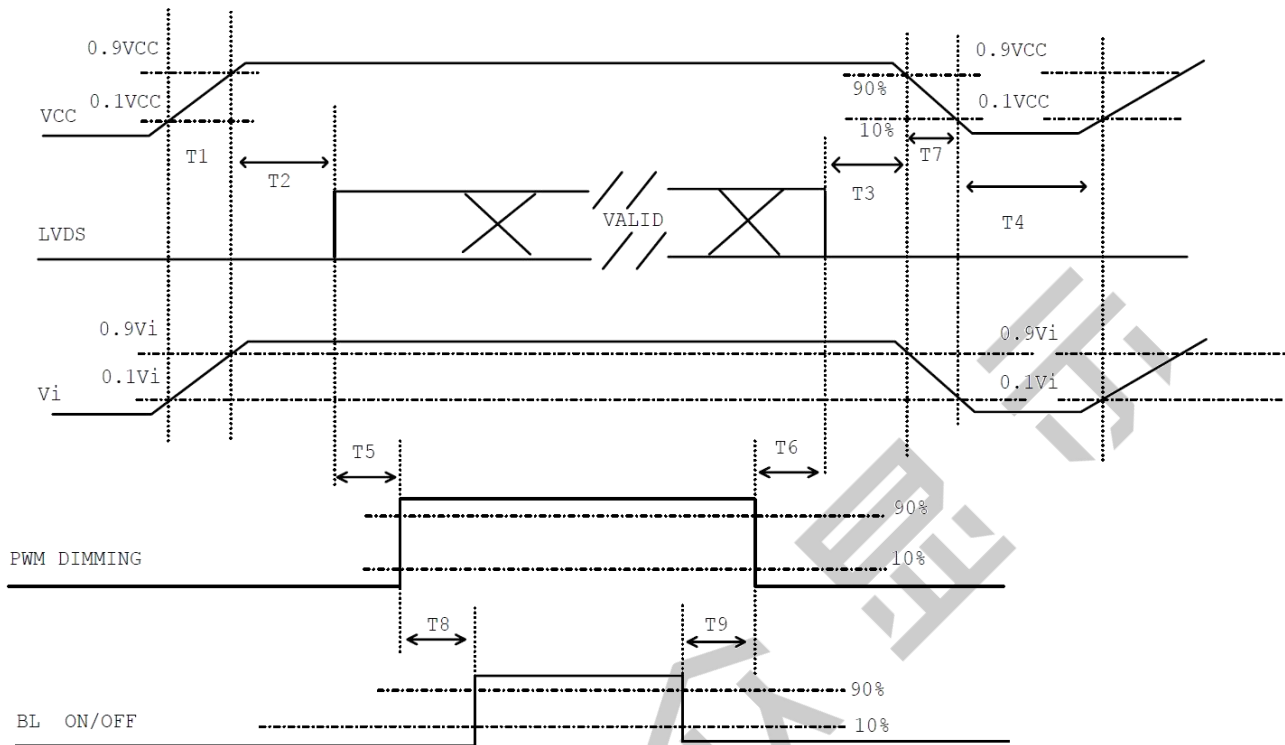 0.9VCC
0.9VCC
90%
0.1VCC
0.1VCC
VCC
10%
T1
T7
T2
T3
T4
VALID
LVDS
0.9Vi
0.9Vi
0.1Vi
0.1Vi
Vi
T5
T6
90%
10%
PWM DIMMING
T8
T9
90%
10%
BL ON/OFF